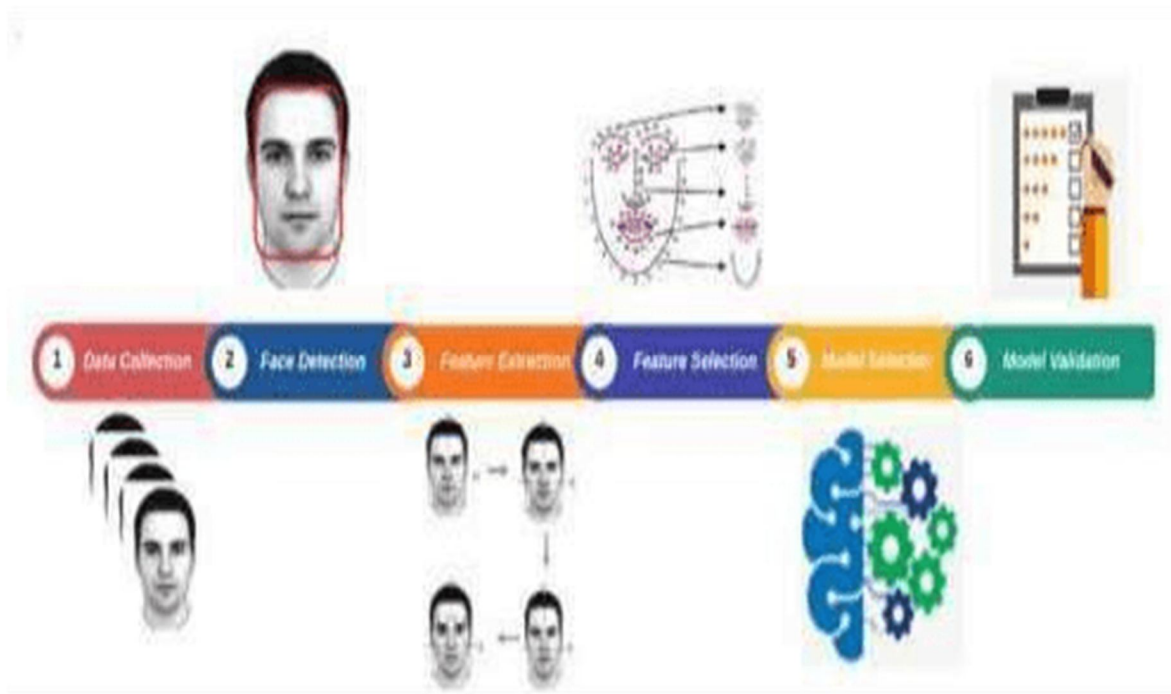 1 Data Collection
2 Face Detection
3 Feature Extraction
4 Feature Selection
5 Model Selection
6 Model Validation